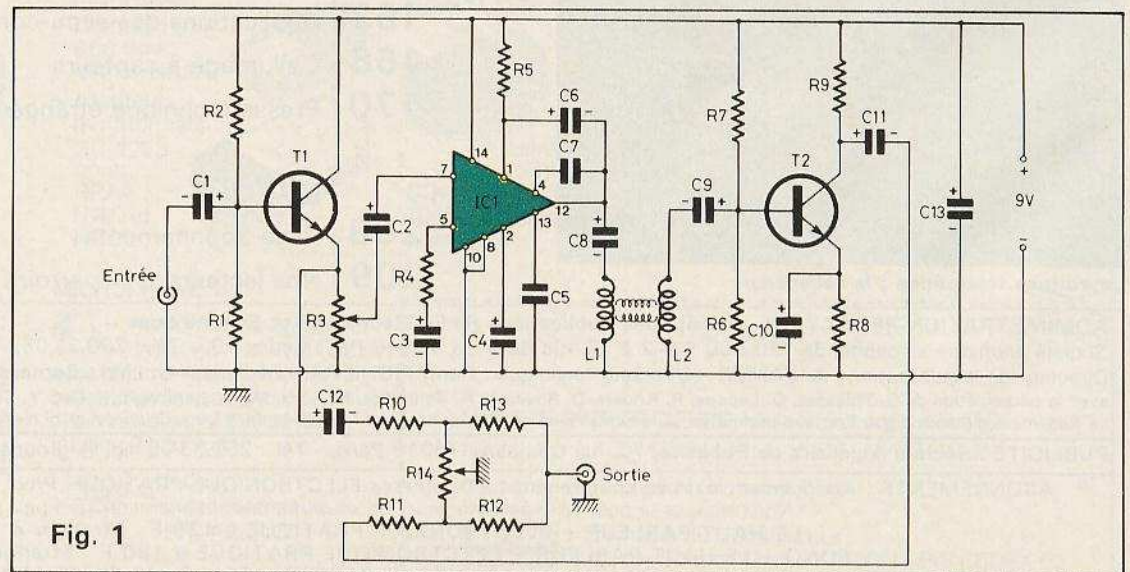 R2
R5
R7
R9
C6
C11
T1
C7
T2
14
1
C1
7
4
C9
C13
9V
IC1
12
C2
5
13
C8
10
8
2
Entrée
R4
R1
R3
C5
R6
C10
R8
C3
C4
L1
L2
C12
R10
R13
R14
Sortie
R11
R12
Fig. 1